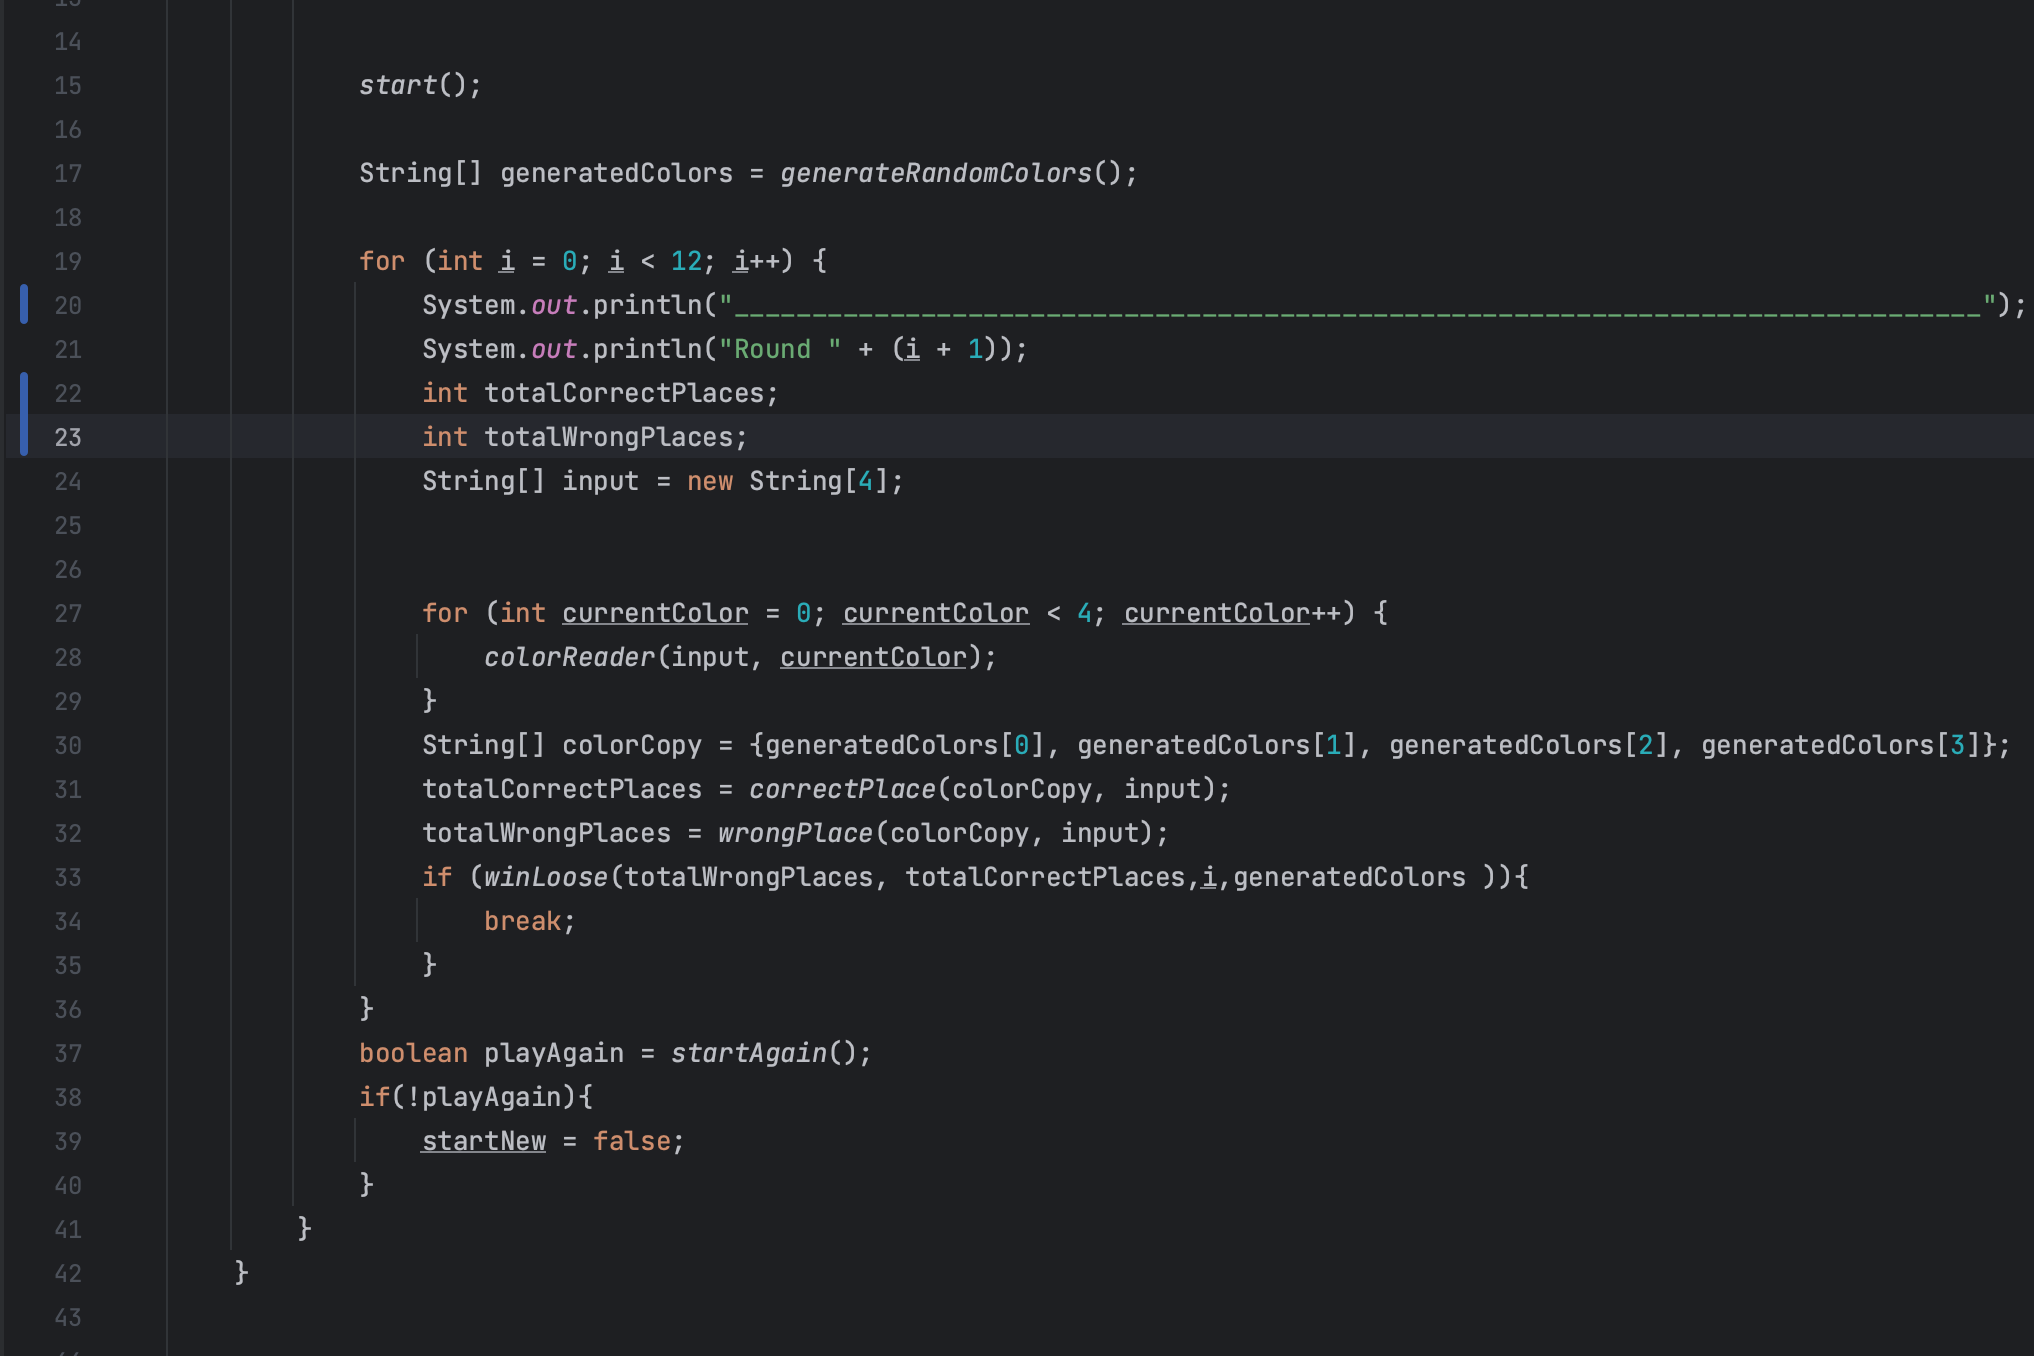 14
15 start();
16
17 String[] generatedColors = generateRandomColors();
18
19 for (int i = 0; i < 12; i++) {
20 System.out.println("________________________________________________________________________________");
21 System.out.println("Round " + (i + 1));
22 int totalCorrectPlaces;
23 int totalWrongPlaces;
24 String[] input = new String[4];
25
26
27 for (int currentColor = 0; currentColor < 4; currentColor++) {
28 colorReader(input, currentColor);
29 }
30 String[] colorCopy = {generatedColors[0], generatedColors[1], generatedColors[2], generatedColors[3]};
31 totalCorrectPlaces = correctPlace(colorCopy, input);
32 totalWrongPlaces = wrongPlace(colorCopy, input);
33 if (winLoose(totalWrongPlaces, totalCorrectPlaces,i,generatedColors )){
34 break;
35 }
36 }
37 boolean playAgain = startAgain();
38 if(!playAgain){
39 startNew = false;
40 }
41 }
42 }
43